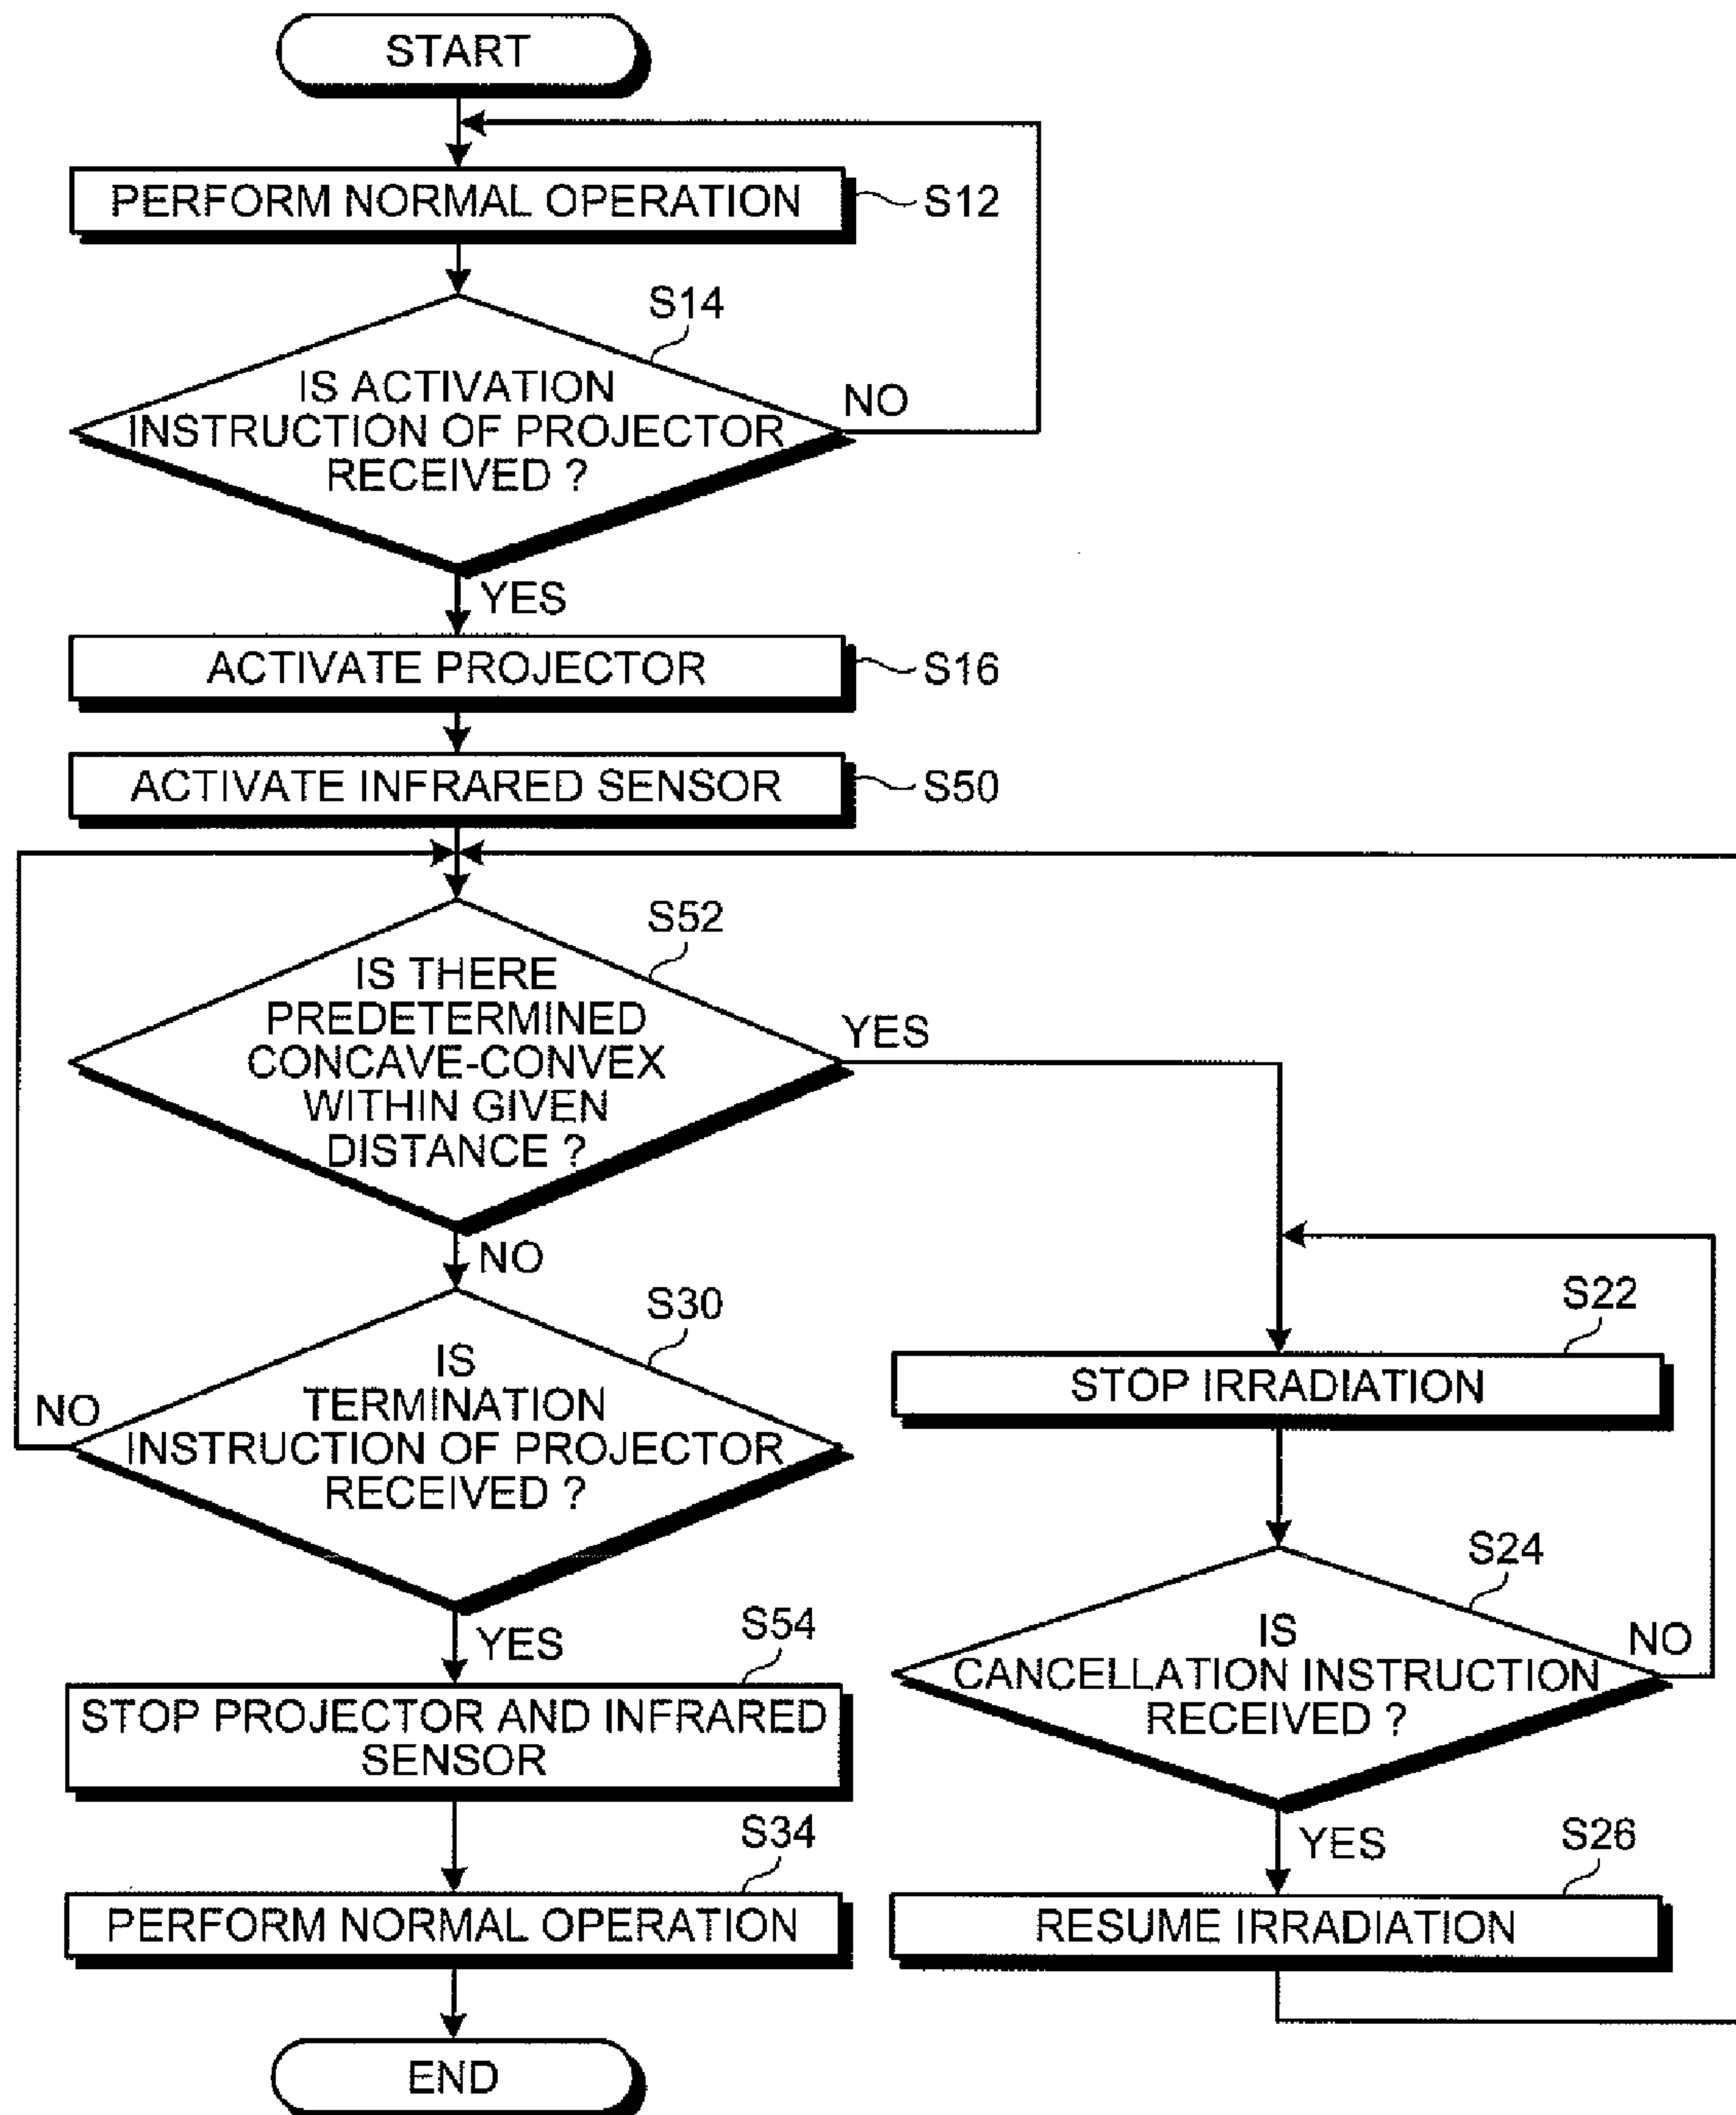 START
PERFORM NORMAL OPERATION
S12
S14
IS ACTIVATION
INSTRUCTION OF PROJECTOR
RECEIVED ?
NO
YES
ACTIVATE PROJECTOR
S16
ACTIVATE INFRARED SENSOR
S50
S52
IS THERE
PREDETERMINED
CONCAVE-CONVEX
WITHIN GIVEN
DISTANCE ?
YES
NO
S30
IS
TERMINATION
INSTRUCTION OF PROJECTOR
RECEIVED ?
NO
YES
S54
STOP PROJECTOR AND INFRARED
SENSOR
S34
PERFORM NORMAL OPERATION
END
S22
STOP IRRADIATION
S24
IS
CANCELLATION INSTRUCTION
RECEIVED ?
NO
YES
S26
RESUME IRRADIATION